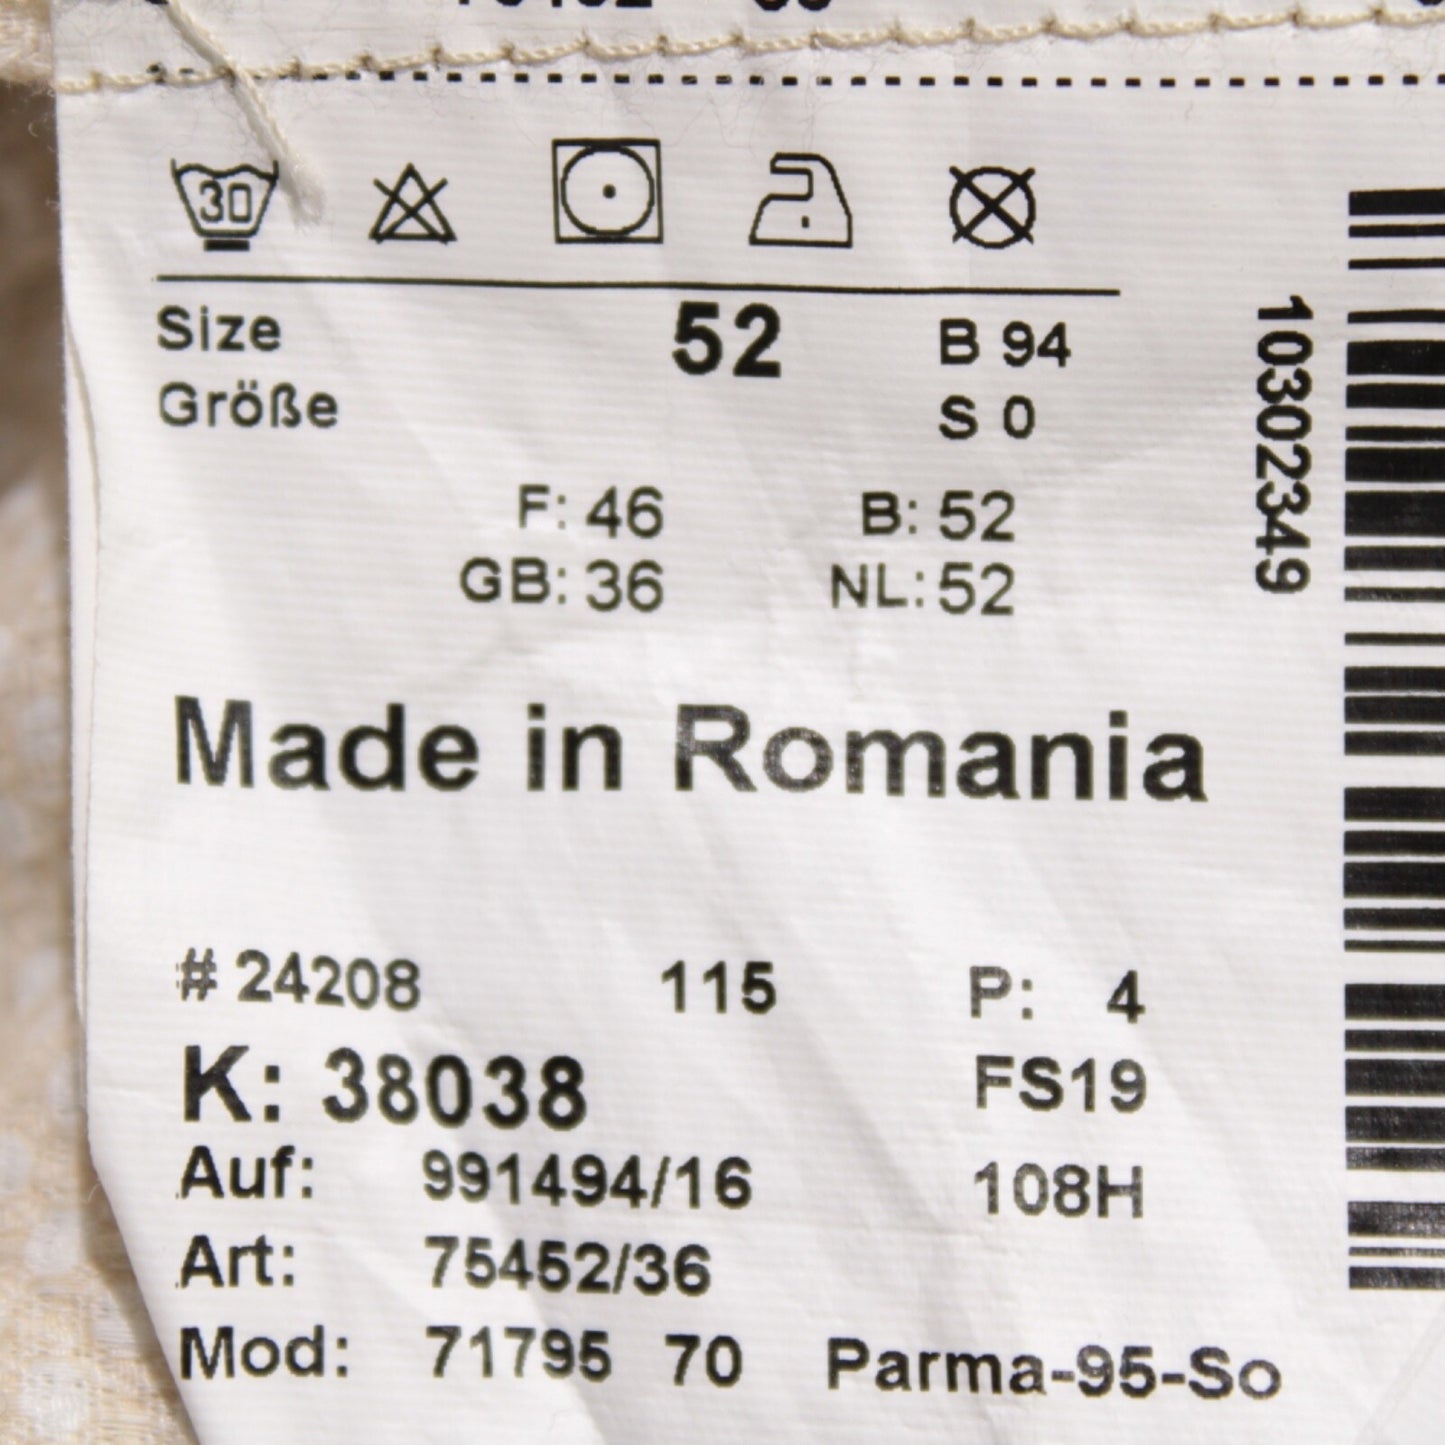 30
Size 52 B 94
Größe S 0
F: 46 B: 52
GB: 36 NL: 52
Made in Romania
# 24208 115 P: 4
K: 38038 FS19
Auf: 991494/16 108H
Art: 75452/36
Mod: 71795 70 Parma-95-So
10302349